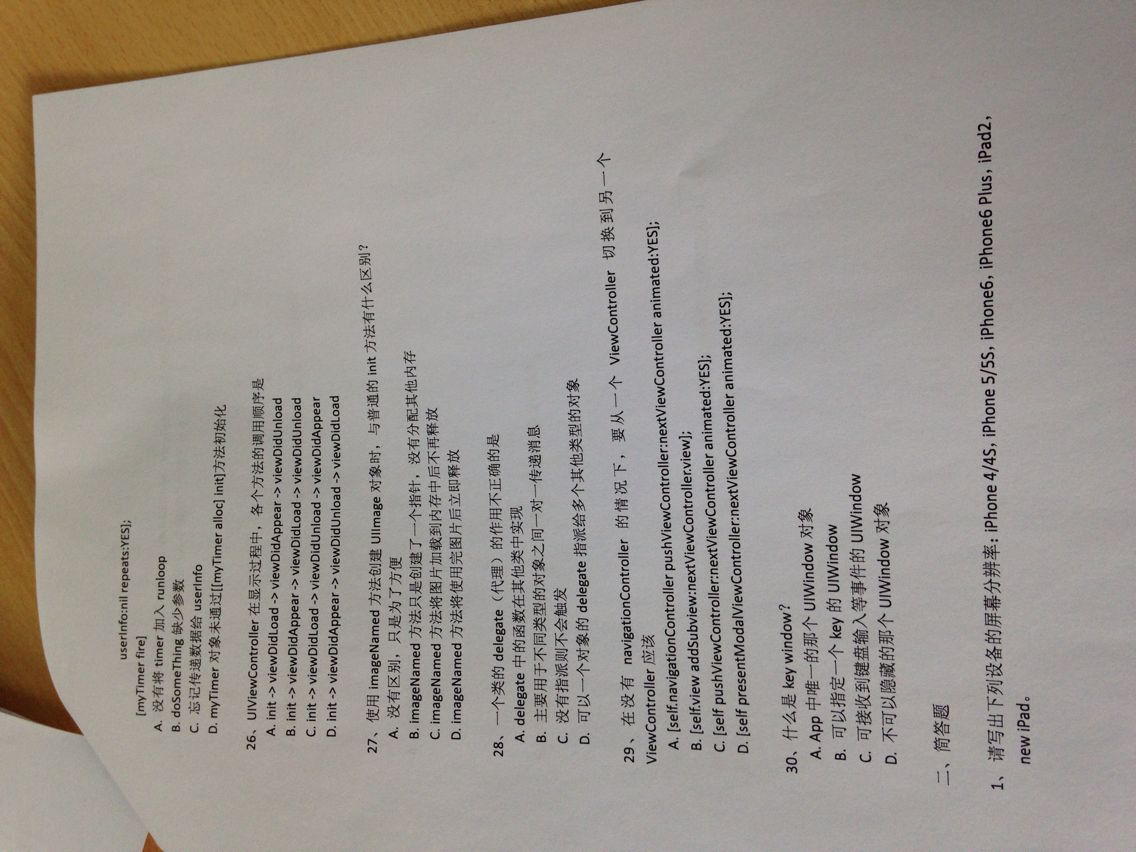 userInfo:nil repeats:YES];
[myTimer fire]
A. 没有将 timer 加入 runloop
B. doSomeThing 缺少参数
C. 忘记传递数据给 userInfo
D. myTimer 对象未通过[[myTimer alloc] init]方法初始化
26、UIViewController 在显示过程中，各个方法的调用顺序是
A. init -> viewDidLoad -> viewDidAppear -> viewDidUnload
B. init -> viewDidAppear -> viewDidLoad -> viewDidUnload
C. init -> viewDidLoad -> viewDidUnload -> viewDidAppear
D. init -> viewDidAppear -> viewDidUnload -> viewDidLoad
27、使用 imageNamed 方法创建 UIImage 对象时，与普通的 init 方法有什么区别？
A. 没有区别，只是为了方便
B. imageNamed 方法只是创建了一个指针，没有分配其他内存
C. imageNamed 方法将图片加载到内存中后不再释放
D. imageNamed 方法将使用完图片后立即释放
28、一个类的 delegate（代理）的作用不正确的是
A. delegate 中的函数在其他类中实现
B. 主要用于不同类型的对象之间一对一传递消息
C. 没有指派则不会触发
D. 可以一个对象的 delegate 指派给多个其他类型的对象
29、在没有 navigationController 的情况下，要从一个 ViewController 切换到另一个
ViewController 应该
A. [self.navigationController pushViewController:nextViewController animated:YES];
B. [self.view addSubview:nextViewController.view];
C. [self pushViewController:nextViewController animated:YES];
D. [self presentModalViewController:nextViewController animated:YES];
30、什么是 key window？
A. App 中唯一的那个 UIWindow 对象
B. 可以指定一个 key 的 UIWindow
C. 可接收到键盘输入等事件的 UIWindow
D. 不可以隐藏的那个 UIWindow 对象
二、简答题
1、请写出下列设备的屏幕分辨率：iPhone 4/4S，iPhone 5/5S，iPhone6，iPhone6 Plus，iPad2，
new iPad。